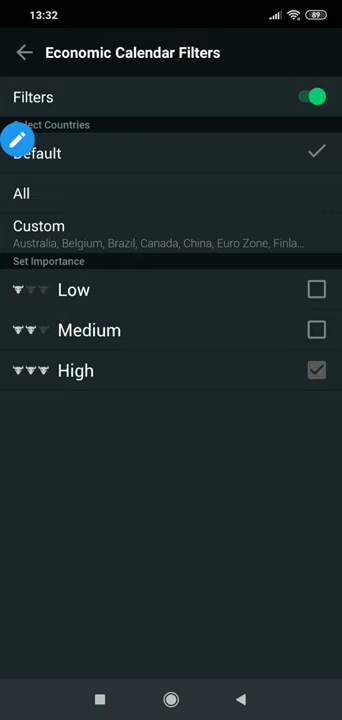 13:32
89
Economic Calendar Filters
Filters
Select Countries
Default
All
Custom
Australia, Belgium, Brazil, Canada, China, Euro Zone, Finla...
Set Importance
Low
Medium
High